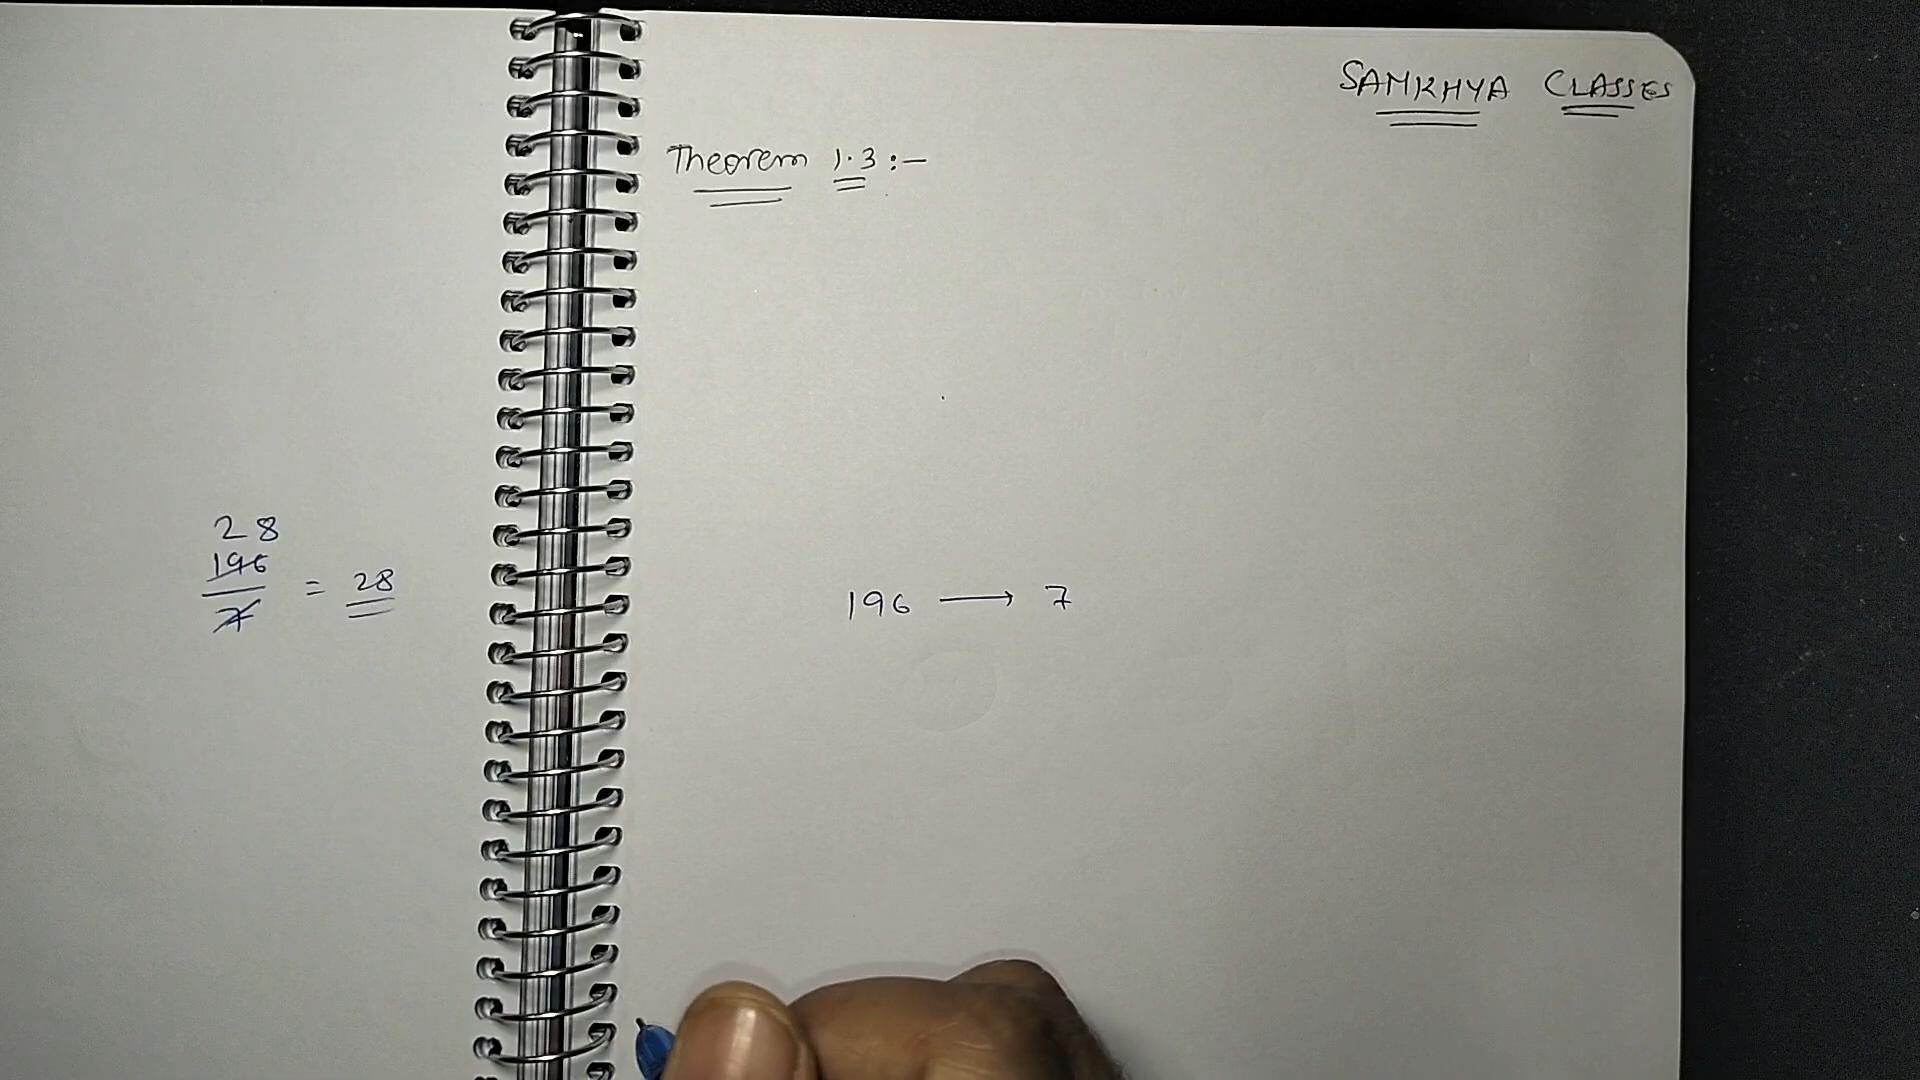 SAMKHYA CLASSES
Theorem 1.3 :-
28
196
7
= 28
196 → 7